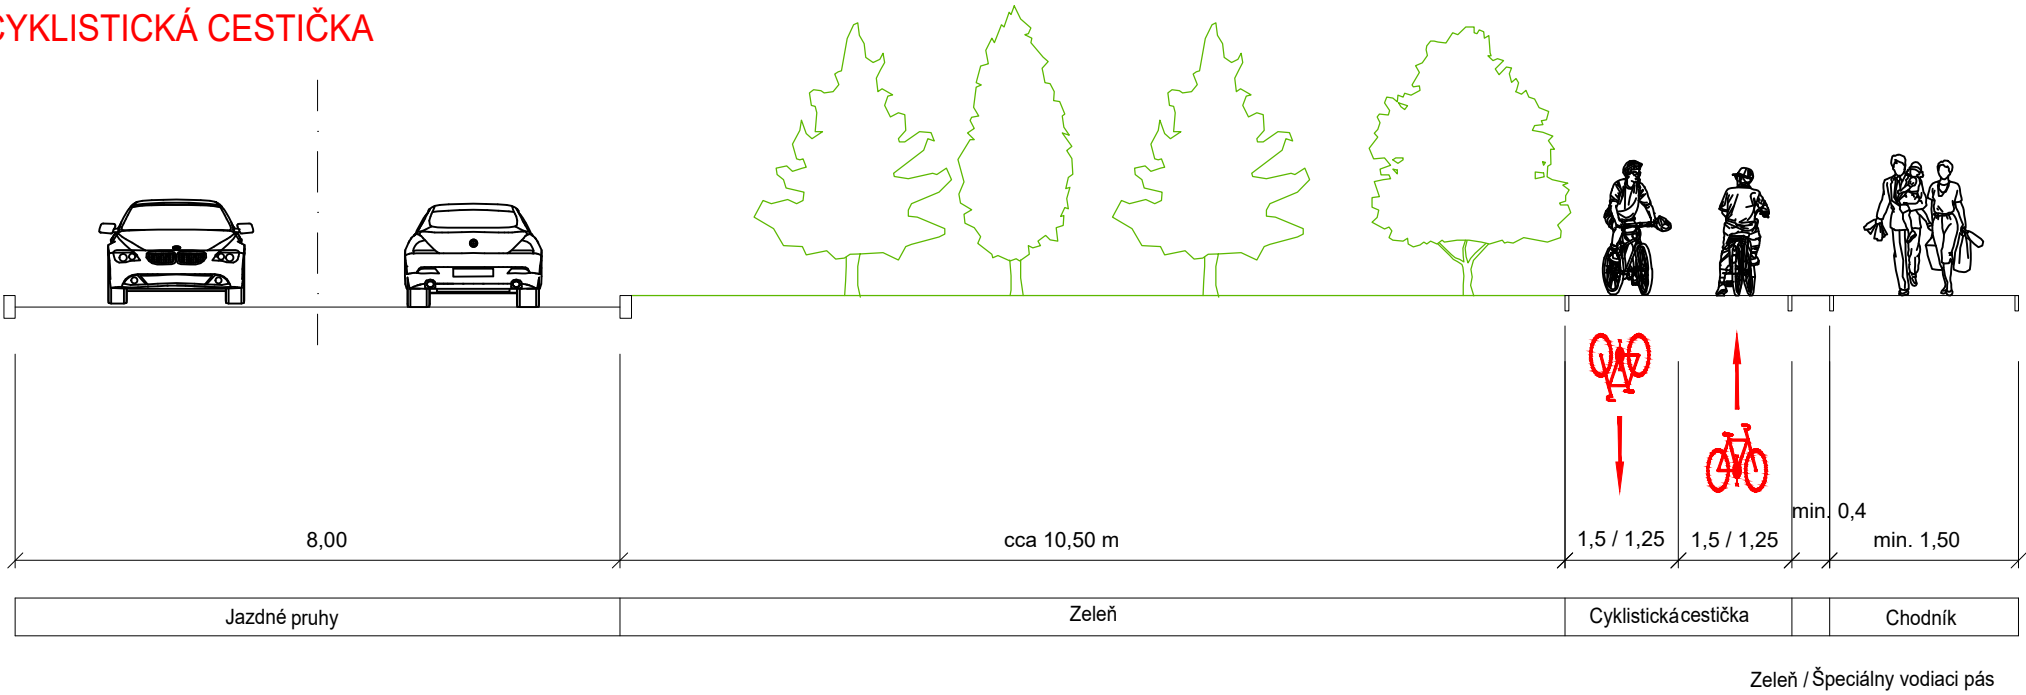 CYKLISTICKÁ CESTIČKA
min. 0,4
8,00
cca 10,50 m
1,5 / 1,25
1,5 / 1,25
min. 1,50
Jazdné pruhy
Zeleň
Cyklistická cestička
Chodník
Zeleň / Špeciálny vodiaci pás